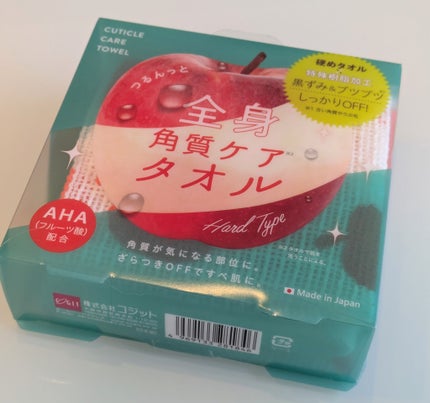 CUTICLE
CARE
TOWEL
つるんっと
全身
角質ケア
タオル
Hard Type
硬めタオル
特殊樹脂加工
黒ずみ&ブツブツ
しっかりOFF!
AHA
(フルーツ酸)
配合
角質が気になる部位に。
ざらつきOFFですべ肌に。
Made in Japan
株式会社コジット